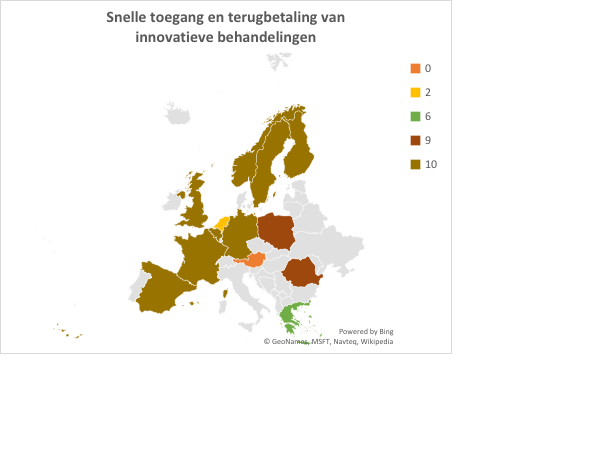 Snelle toegang en terugbetaling van
innovatieve behandelingen
0
2
6
9
10
Powered by Bing
© GeoNames, MSFT, Navteq, Wikipedia